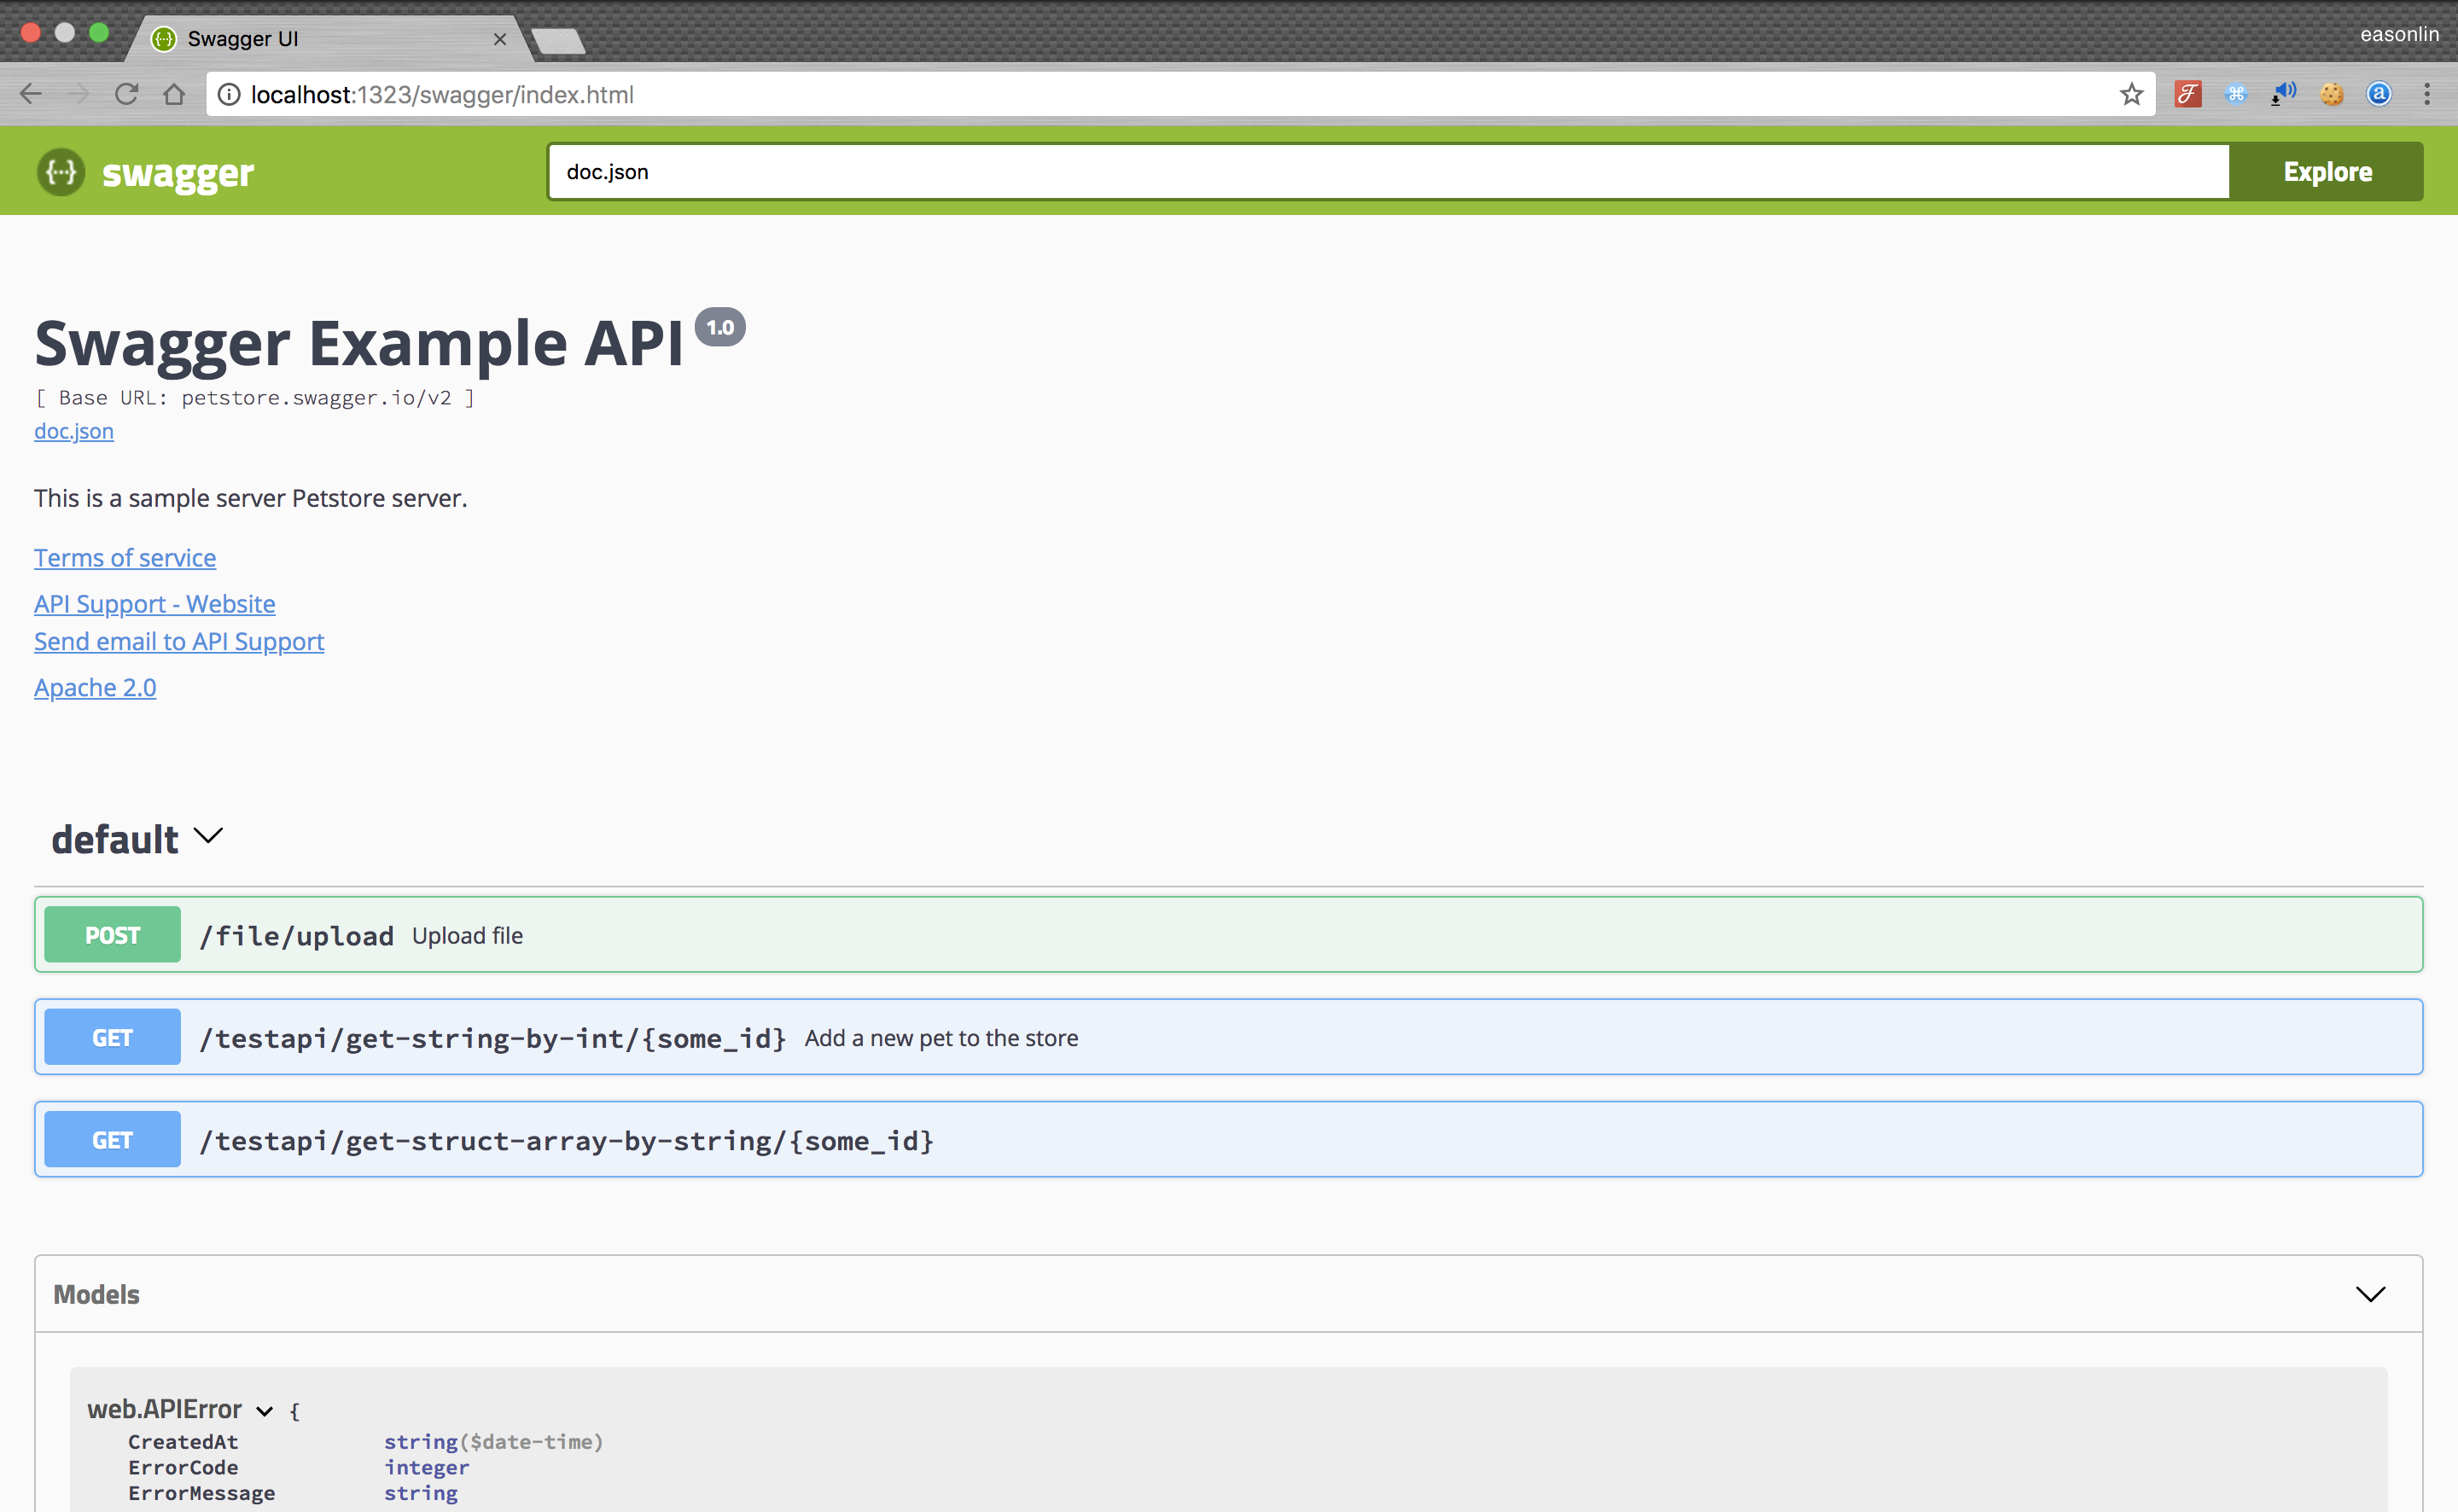 Swagger UI
easonlin
localhost:1323/swagger/index.html
{···} swagger
doc.json
Explore
Swagger Example API 1.0
[ Base URL: petstore.swagger.io/v2 ]
doc.json
This is a sample server Petstore server.
Terms of service
API Support - Website
Send email to API Support
Apache 2.0
default
POST /file/upload Upload file
GET /testapi/get-string-by-int/{some_id} Add a new pet to the store
GET /testapi/get-struct-array-by-string/{some_id}
Models
web.APIError {
CreatedAt string($date-time)
ErrorCode integer
ErrorMessage string